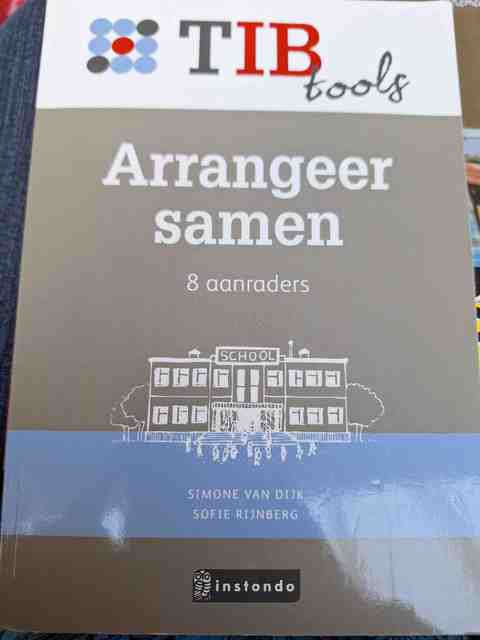 TIB
tools
Arrangeer
samen
8 aanraders
SCHOOL
SIMONE VAN DIJK
SOFIE RIJNBERG
instondo